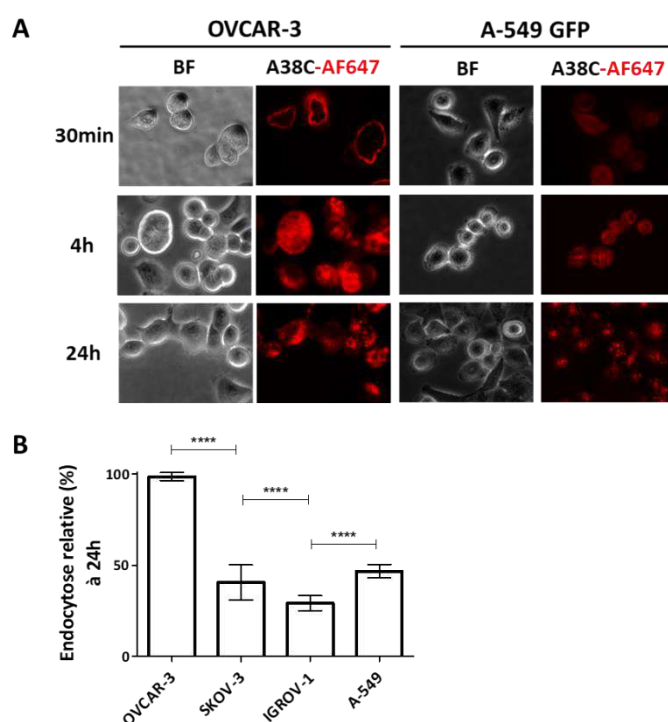 A
OVCAR-3 A-549 GFP
BF A38C-AF647 BF A38C-AF647
30min
4h
24h
B
****
****
****
Endocytose relative (%)
à 24h
100
50
0
OVCAR-3 SKOV-3 IGROV-1 A-549